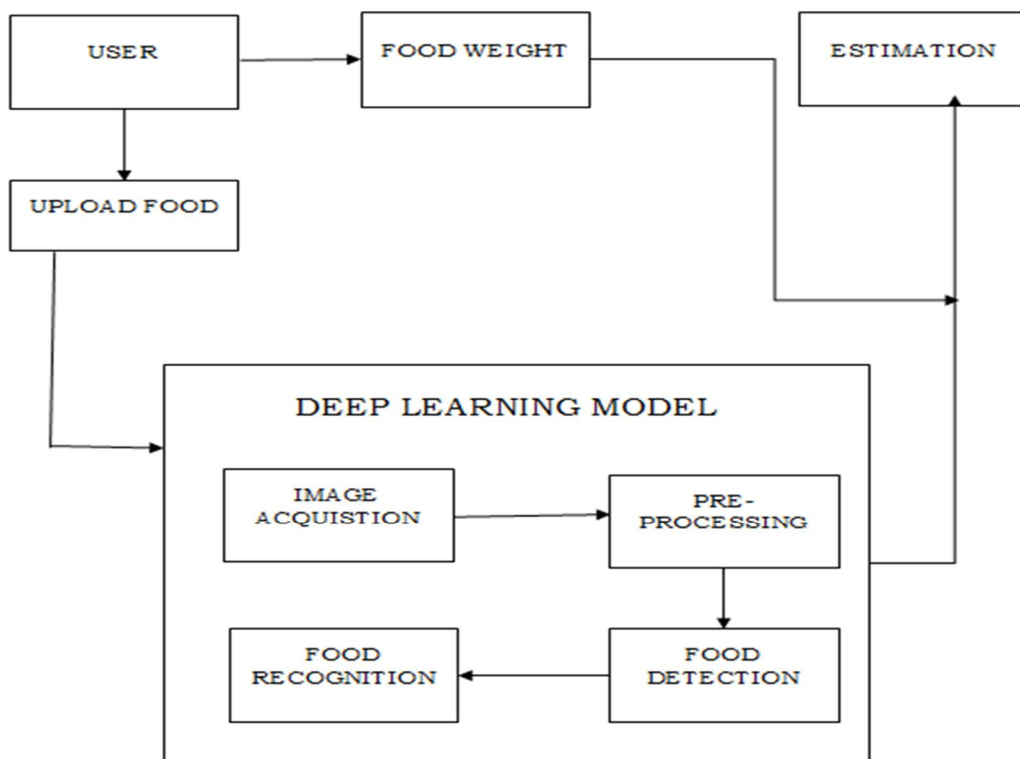 USER
FOOD WEIGHT
ESTIMATION
UPLOAD FOOD
DEEP LEARNING MODEL
IMAGE
ACQUISTION
PRE-
PROCESSING
FOOD
RECOGNITION
FOOD
DETECTION